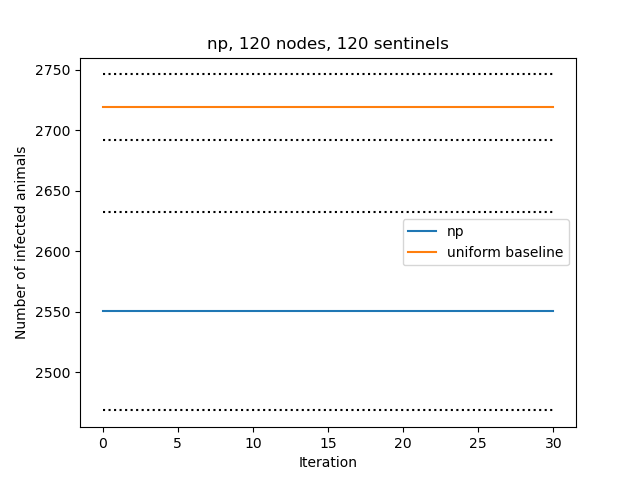 np, 120 nodes, 120 sentinels
2750
2700
2650
2600
2550
2500
Number of infected animals
np
uniform baseline
0 5 10 15 20 25 30
Iteration